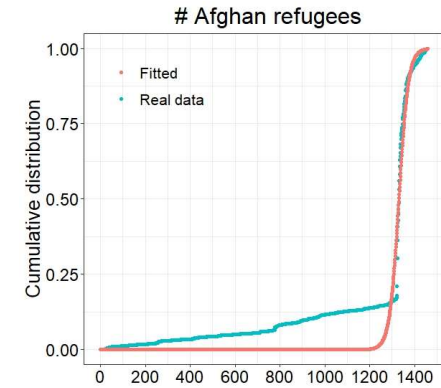 # Afghan refugees
Cumulative distribution
1.00
0.75
0.50
0.25
0.00
Fitted
Real data
0 200 400 600 800 1000 1200 1400